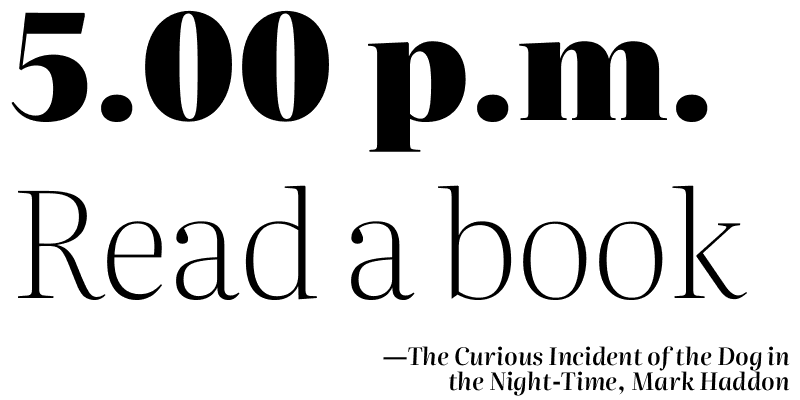 5.00 p.m.
Read a book
—The Curious Incident of the Dog in
the Night-Time, Mark Haddon